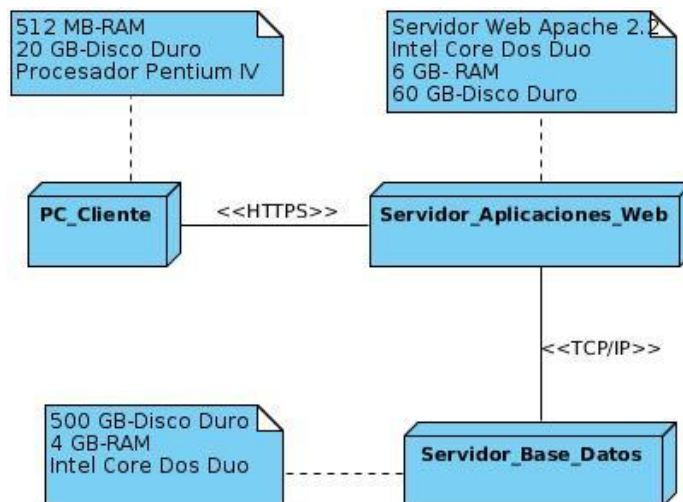 512 MB-RAM
20 GB-Disco Duro
Procesador Pentium IV
Servidor Web Apache 2.2
Intel Core Dos Duo
6 GB- RAM
60 GB-Disco Duro
PC_Cliente
<<HTTPS>>
Servidor_Aplicaciones_Web
<<TCP/IP>>
500 GB-Disco Duro
4 GB-RAM
Intel Core Dos Duo
Servidor_Base_Datos